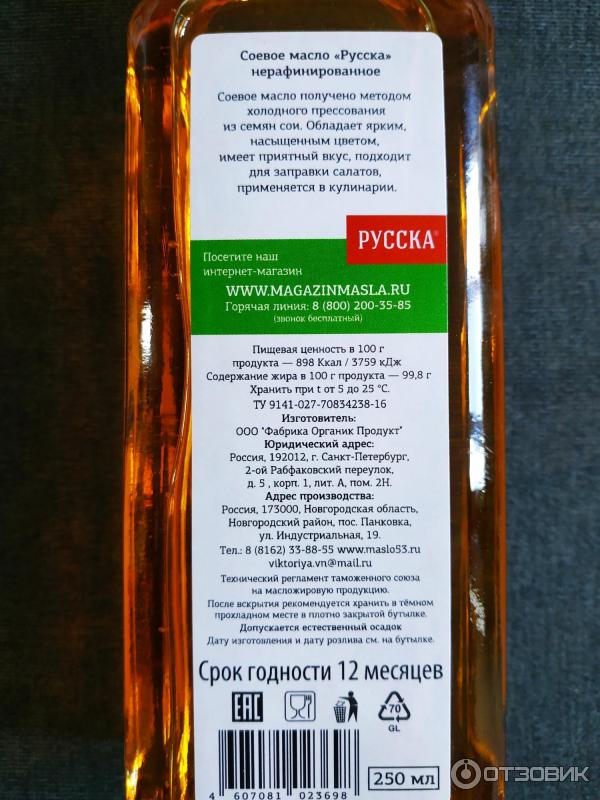 Соевое масло «Русска»
нерафинированное
Соевое масло получено методом
холодного прессования
из семян сои. Обладает ярким,
насыщенным цветом,
имеет приятный вкус, подходит
для заправки салатов,
применяется в кулинарии.
РУССКА®
Посетите наш
интернет-магазин
WWW.MAGAZINMASLA.RU
Горячая линия: 8 (800) 200-35-85
(звонок бесплатный)
Пищевая ценность в 100 г
продукта — 898 Ккал / 3759 кДж
Содержание жира в 100 г продукта — 99,8 г
Хранить при t от 5 до 25 °С.
ТУ 9141-027-70834238-16
Изготовитель:
ООО "Фабрика Органик Продукт"
Юридический адрес:
Россия, 192012, г. Санкт-Петербург,
2-ой Рабфаковский переулок,
д. 5 , корп. 1, лит. А, пом. 2Н.
Адрес производства:
Россия, 173000, Новгородская область,
Новгородский район, пос. Панковка,
ул. Индустриальная, 19.
Тел.: 8 (8162) 33-88-55 www.maslo53.ru
viktoriya.vn@mail.ru
Технический регламент таможенного союза
на масложировую продукцию.
После вскрытия рекомендуется хранить в тёмном
прохладном месте в плотно закрытой бутылке.
Допускается естественный осадок
Дату изготовления и дату розлива см. на бутылке.
Срок годности 12 месяцев
EAC
70
GL
4 607081 023698
250 мл
ОТЗОВИК